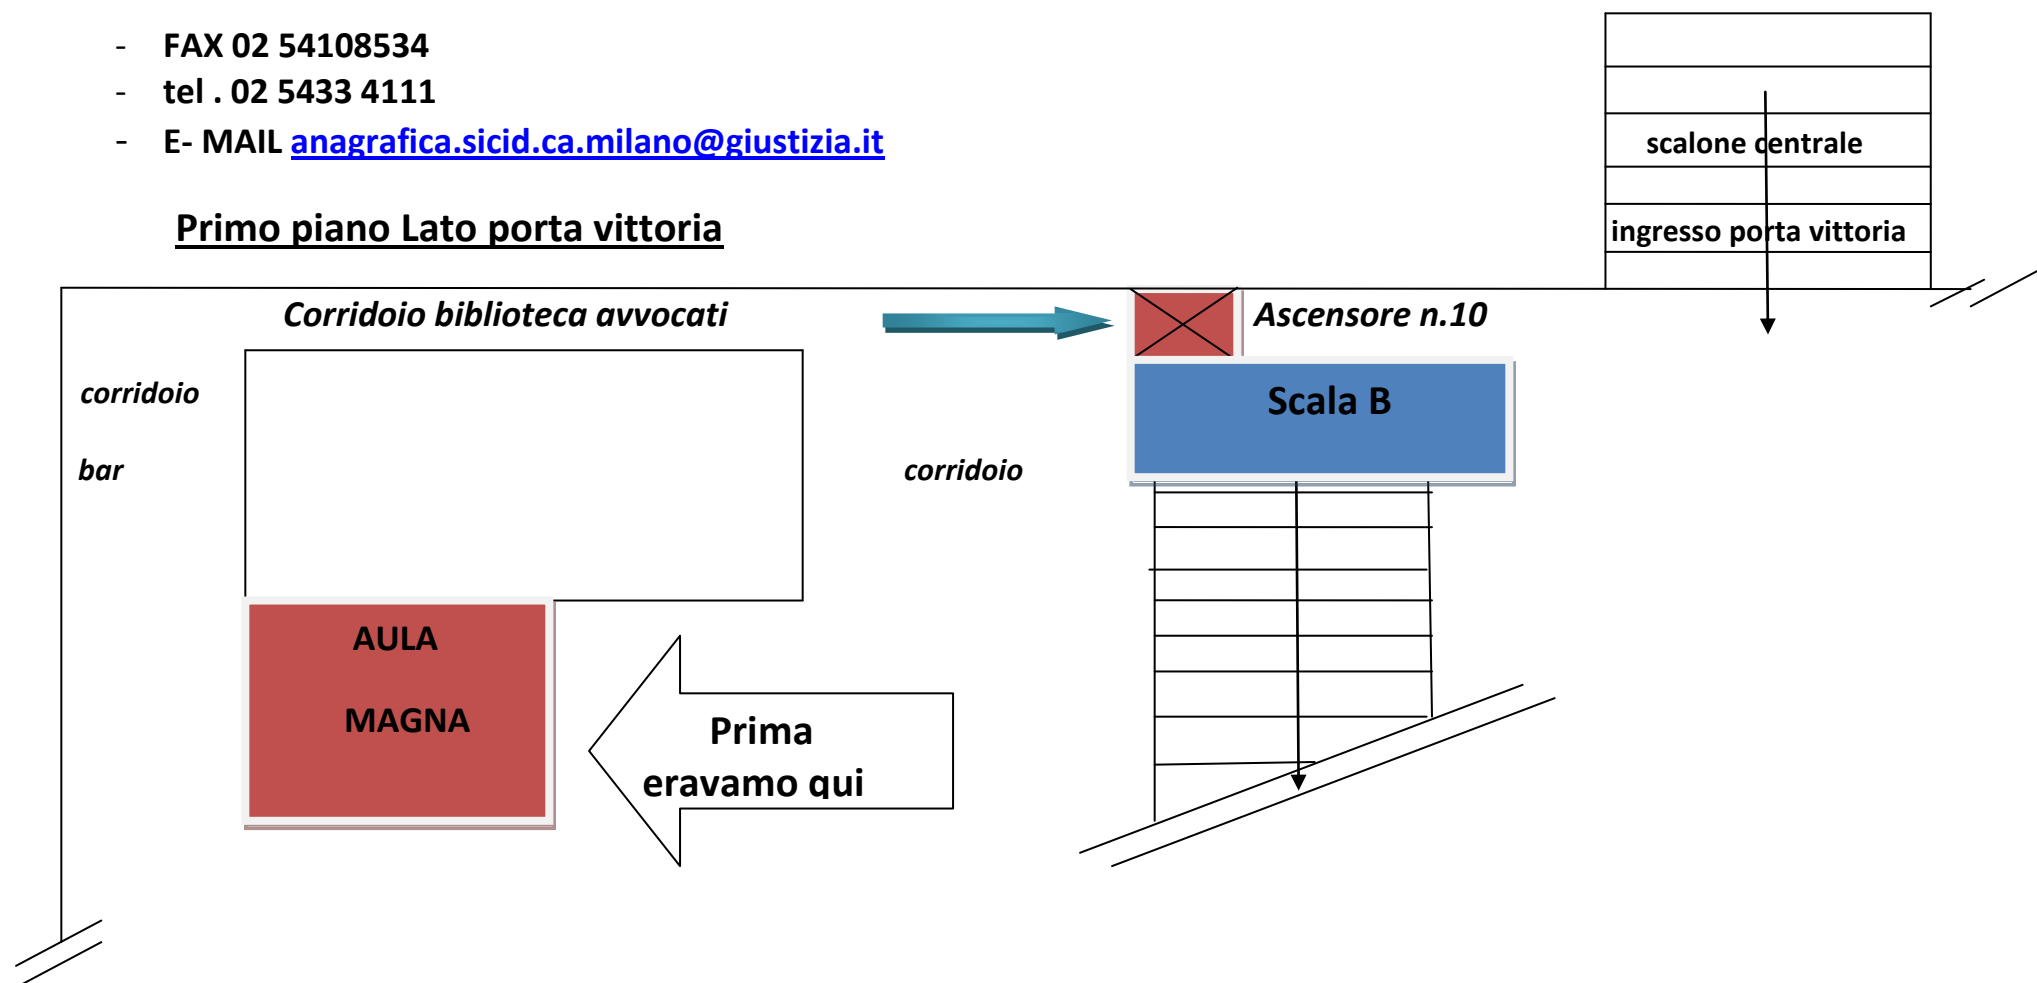 - FAX 02 54108534
- tel . 02 5433 4111
- E- MAIL anagrafica.sicid.ca.milano@giustizia.it
scalone centrale
ingresso porta vittoria
Primo piano Lato porta vittoria
Corridoio biblioteca avvocati
Ascensore n.10
corridoio
Scala B
bar
corridoio
AULA
MAGNA
Prima
eravamo qui